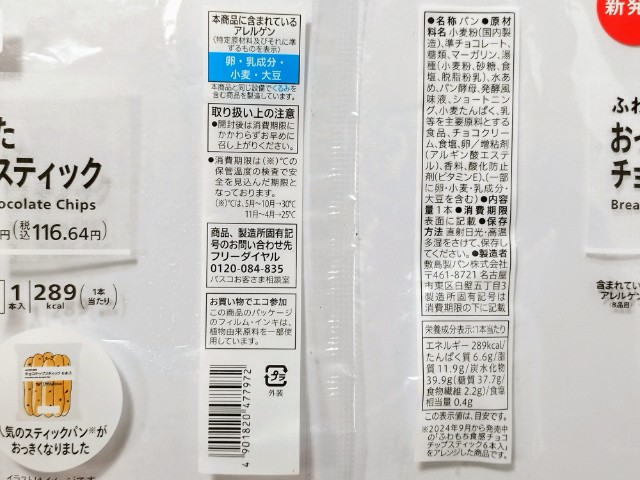 た
スティック
ocolate Chips
円(税込116.64円)
1本入 289kcal (1本当たり)
人気のスティックパン※が
おっきくなりました
本商品に含まれている
アレルゲン
(特定原材料及びそれに準
ずるものを表示)
卵・乳成分・
小麦・大豆
本商品と同じ設備でくるみを
含む商品を製造しています。
取り扱い上の注意
●開封後は消費期限に
かかわらずお早めに
召し上がりください。
●消費期限は(※)℃の
保管温度の検査で安
全を見込んだ期限と
なっております。
(※)℃は、5月〜10月→30℃
11月〜4月→25℃
商品、製造所固有記
号のお問い合わせ先
フリーダイヤル
0120-084-835
パスコお客さま相談室
お買い物でエコ参加
この商品のパッケージ
のフィルム・インキは、
植物由来原料を一部
使用しています。
4 901820 477972
プラ
外装
●名称 パン ●原材
料名 小麦粉(国内製
造)、準チョコレート、
糖類、マーガリン、湯
種(小麦粉、砂糖、食
塩、脱脂粉乳)、水あ
め、パン酵母、発酵風
味液、ショートニン
グ、小麦たんぱく、乳
等を主要原料とする
食品、チョコクリー
ム、食塩、卵/増粘剤
(アルギン酸エステ
ル)、香料、酸化防止
剤(ビタミンE)、(一部
に卵・小麦・乳成分・
大豆を含む) ●内容
量 1本 ●消費期限
表面に記載 ●保存
方法 直射日光・高温
多湿をさけて、保存し
てください。●製造者
敷島製パン株式会社
〒461-8721 名古屋
市東区白壁五丁目3
製造所固有記号は
消費期限の下に記載
栄養成分表示:1本当たり
エネルギー 289kcal/
たんぱく質 6.6g/脂
質 11.9g/炭水化物
39.9g(糖質 37.7g/
食物繊維 2.2g)/食塩
相当量 0.4g
この表示値は、目安です。
※2024年9月から発売中
の「ふわもち食感チョコ
チップスティック6本入」
をアレンジした商品です。
新発
ふわ
おっ
チョ
Brea
含まれてい
アレルゲン
(8品目)